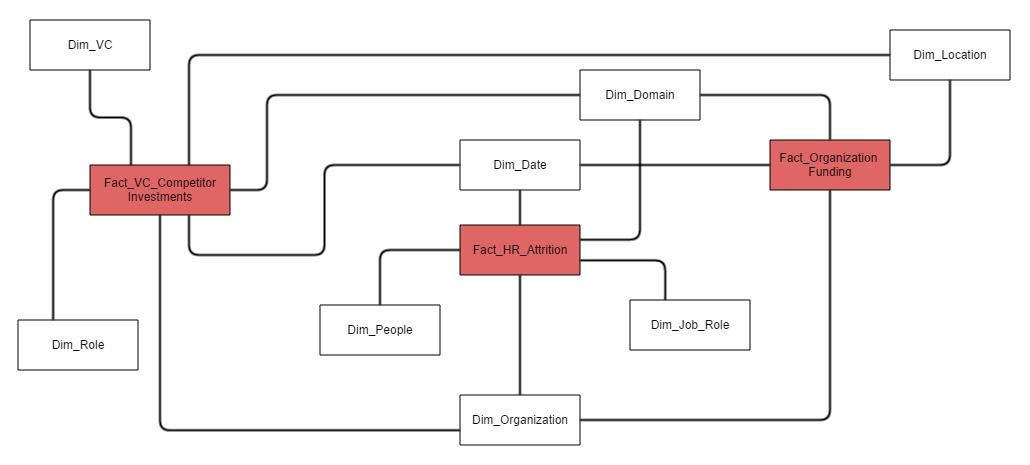 Dim_VC
Dim_Location
Dim_Domain
Dim_Date
Fact_Organization
Funding
Fact_VC_Competitor
Investments
Fact_HR_Attrition
Dim_People
Dim_Job_Role
Dim_Role
Dim_Organization